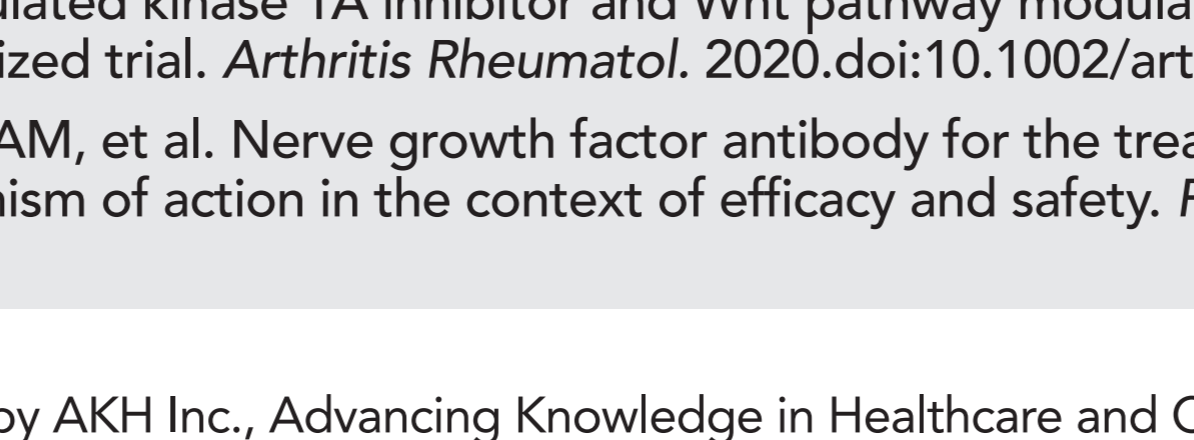 ulated kinase 1A inhibitor and Wnt pathway modula
ized trial. Arthritis Rheumatol. 2020.doi:10.1002/art
AM, et al. Nerve growth factor antibody for the trea
nism of action in the context of efficacy and safety.
by AKH Inc., Advancing Knowledge in Healthcare and